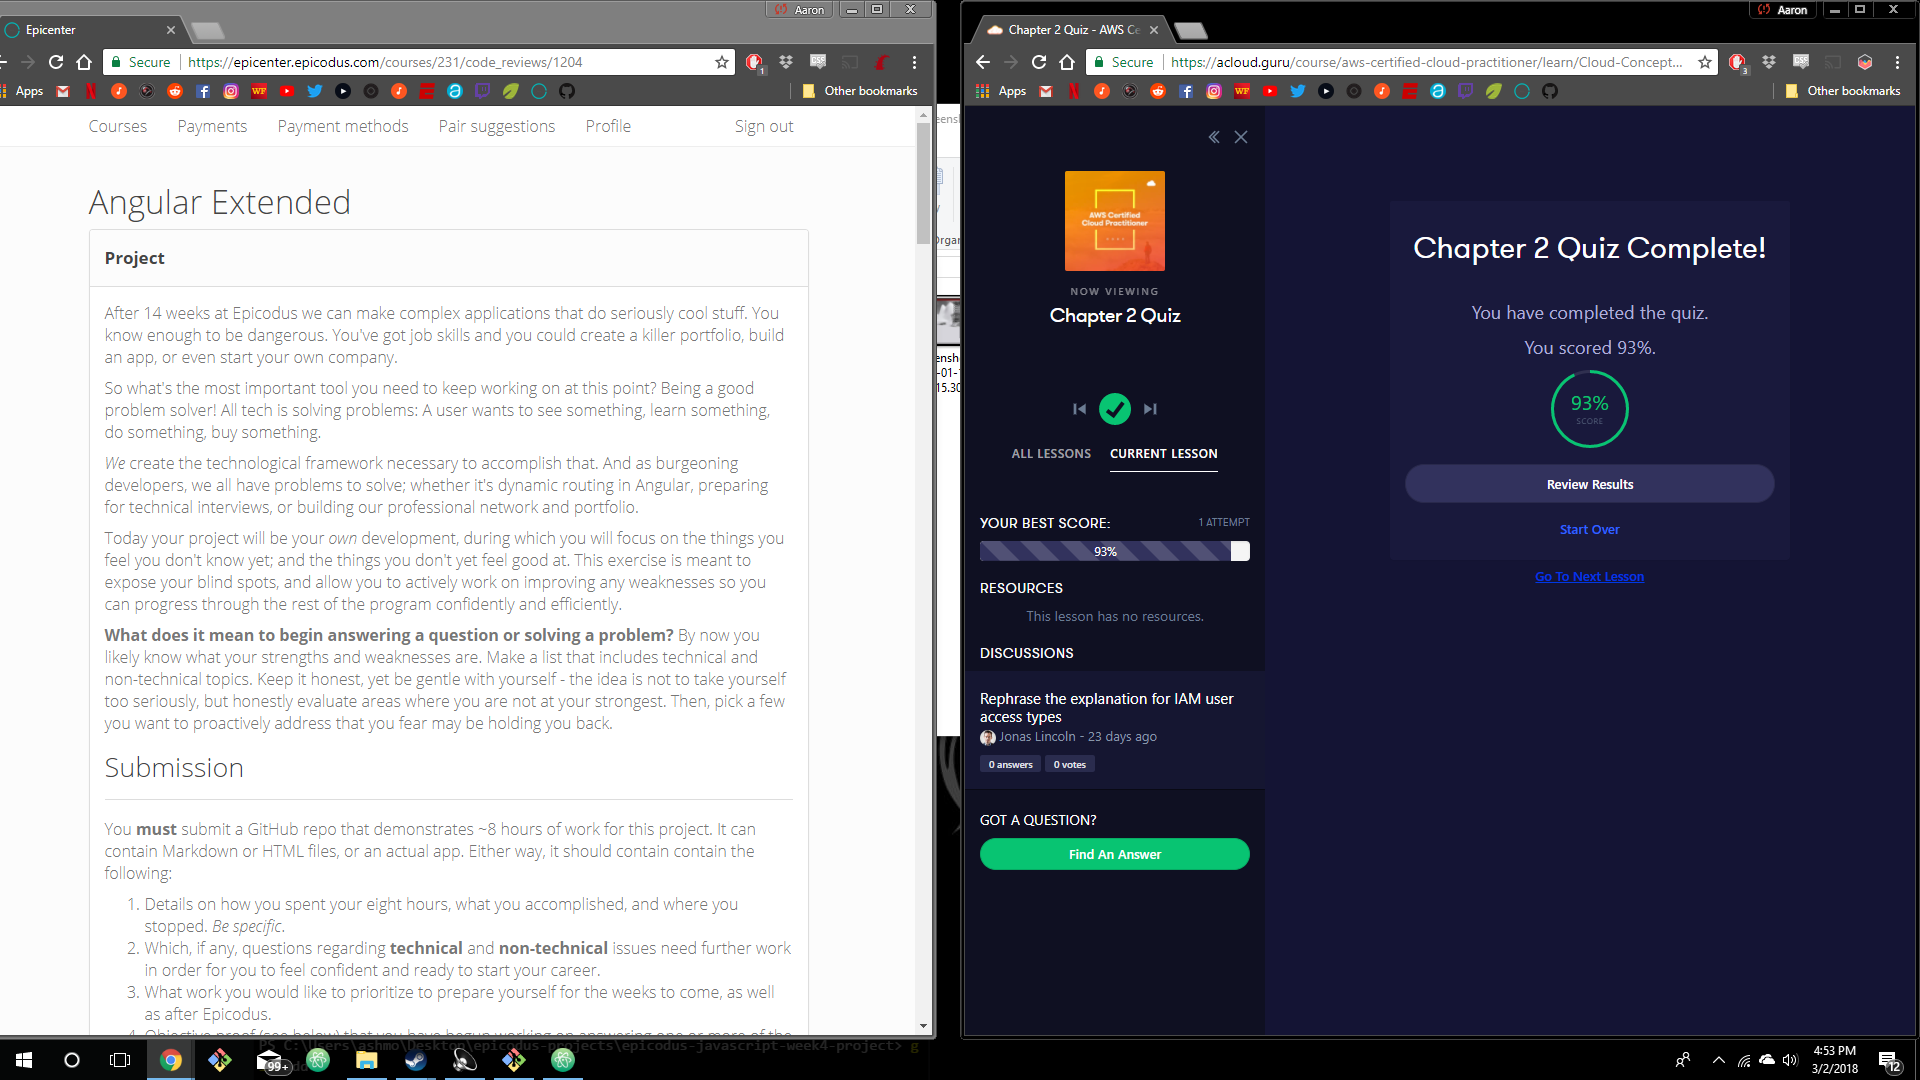 Aaron
Epicenter
Secure
https://epicenter.epicodus.com/courses/231/code_reviews/1204
1
Apps
WF
Other bookmarks
Courses
Payments
Payment methods
Pair suggestions
Profile
Sign out
Angular Extended
Project
After 14 weeks at Epicodus we can make complex applications that do seriously cool stuff. You
know enough to be dangerous. You've got job skills and you could create a killer portfolio, build
an app, or even start your own company.
So what's the most important tool you need to keep working on at this point? Being a good
problem solver! All tech is solving problems: A user wants to see something, learn something,
do something, buy something.
We create the technological framework necessary to accomplish that. And as burgeoning
developers, we all have problems to solve; whether it's dynamic routing in Angular, preparing
for technical interviews, or building our professional network and portfolio.
Today your project will be your own development, during which you will focus on the things you
feel you don't know yet; and the things you don't yet feel good at. This exercise is meant to
expose your blind spots, and allow you to actively work on improving any weaknesses so you
can progress through the rest of the program confidently and efficiently.
What does it mean to begin answering a question or solving a problem? By now you
likely know what your strengths and weaknesses are. Make a list that includes technical and
non-technical topics. Keep it honest, yet be gentle with yourself - the idea is not to take yourself
too seriously, but honestly evaluate areas where you are not at your strongest. Then, pick a few
you want to proactively address that you fear may be holding you back.
Submission
You must submit a GitHub repo that demonstrates ~8 hours of work for this project. It can
contain Markdown or HTML files, or an actual app. Either way, it should contain contain the
following:
1. Details on how you spent your eight hours, what you accomplished, and where you
stopped. Be specific.
2. Which, if any, questions regarding technical and non-technical issues need further work
in order for you to feel confident and ready to start your career.
3. What work you would like to prioritize to prepare yourself for the weeks to come, as well
as after Epicodus.
4. Objective proof (see below) that you have begun working on answering one or more of the
Aaron
Chapter 2 Quiz - AWS Ce
Secure
https://acloud.guru/course/aws-certified-cloud-practitioner/learn/Cloud-Concept...
3
Apps
WF
Other bookmarks
AWS Certified
Cloud Practitioner
NOW VIEWING
Chapter 2 Quiz
ALL LESSONS
CURRENT LESSON
YOUR BEST SCORE:
1 ATTEMPT
93%
RESOURCES
This lesson has no resources.
DISCUSSIONS
Rephrase the explanation for IAM user
access types
Jonas Lincoln - 23 days ago
0 answers
0 votes
GOT A QUESTION?
Find An Answer
Chapter 2 Quiz Complete!
You have completed the quiz.
You scored 93%.
93%
SCORE
Review Results
Start Over
Go To Next Lesson
PS C:\Users\ashmo\Desktop\epicodus-projects\epicodus-javascript-week4-project> g
99+
4:53 PM
3/2/2018
12